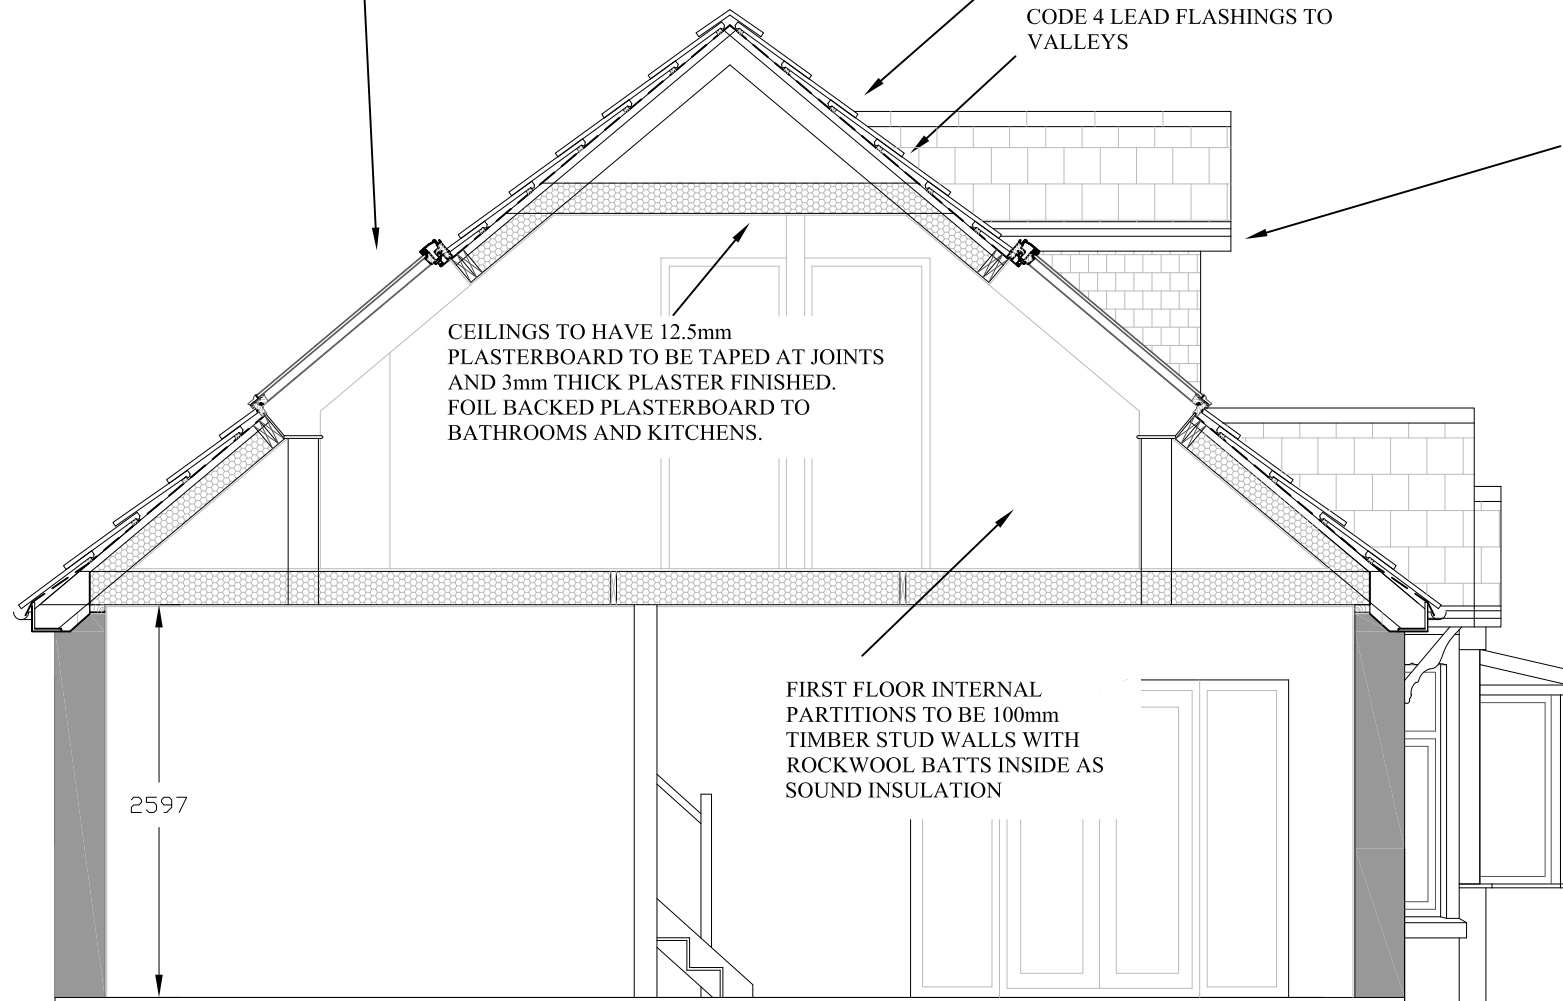 CODE 4 LEAD FLASHINGS TO
VALLEYS
CEILINGS TO HAVE 12.5mm
PLASTERBOARD TO BE TAPED AT JOINTS
AND 3mm THICK PLASTER FINISHED.
FOIL BACKED PLASTERBOARD TO
BATHROOMS AND KITCHENS.
FIRST FLOOR INTERNAL
PARTITIONS TO BE 100mm
TIMBER STUD WALLS WITH
ROCKWOOL BATTS INSIDE AS
SOUND INSULATION
2597